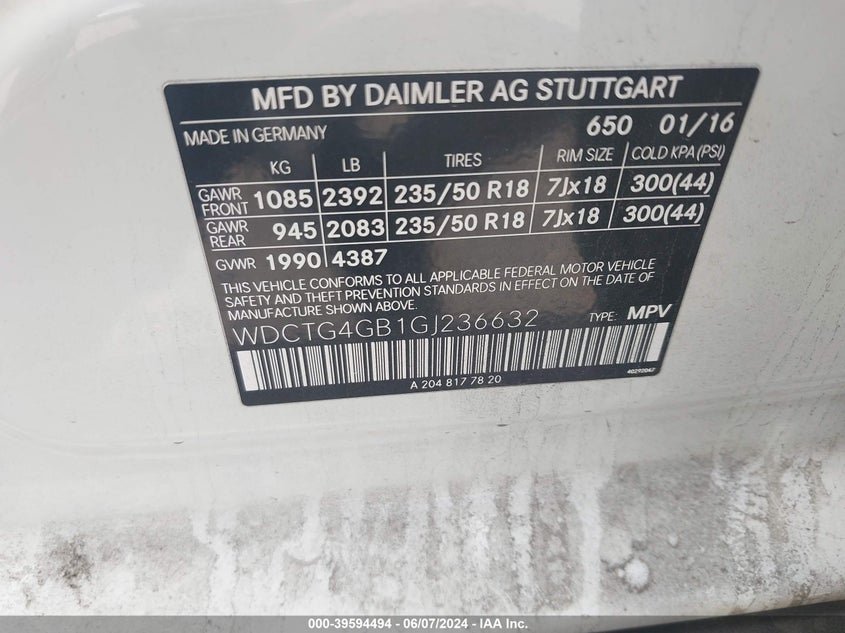 MFD BY DAIMLER AG STUTTGART
MADE IN GERMANY 650 01/16
KG LB TIRES RIM SIZE COLD KPA (PSI)
GAWR FRONT 1085 2392 235/50 R18 7Jx18 300(44)
GAWR REAR 945 2083 235/50 R18 7Jx18 300(44)
GVWR 1990 4387
THIS VEHICLE CONFORMS TO ALL APPLICABLE FEDERAL MOTOR VEHICLE
SAFETY AND THEFT PREVENTION STANDARDS IN EFFECT ON THE DATE OF
MANUFACTURE SHOWN ABOVE.
WDCTG4GB1GJ236632 TYPE: MPV
A 204 817 78 20
40292042
000-39594494 - 06/07/2024 - IAA Inc.